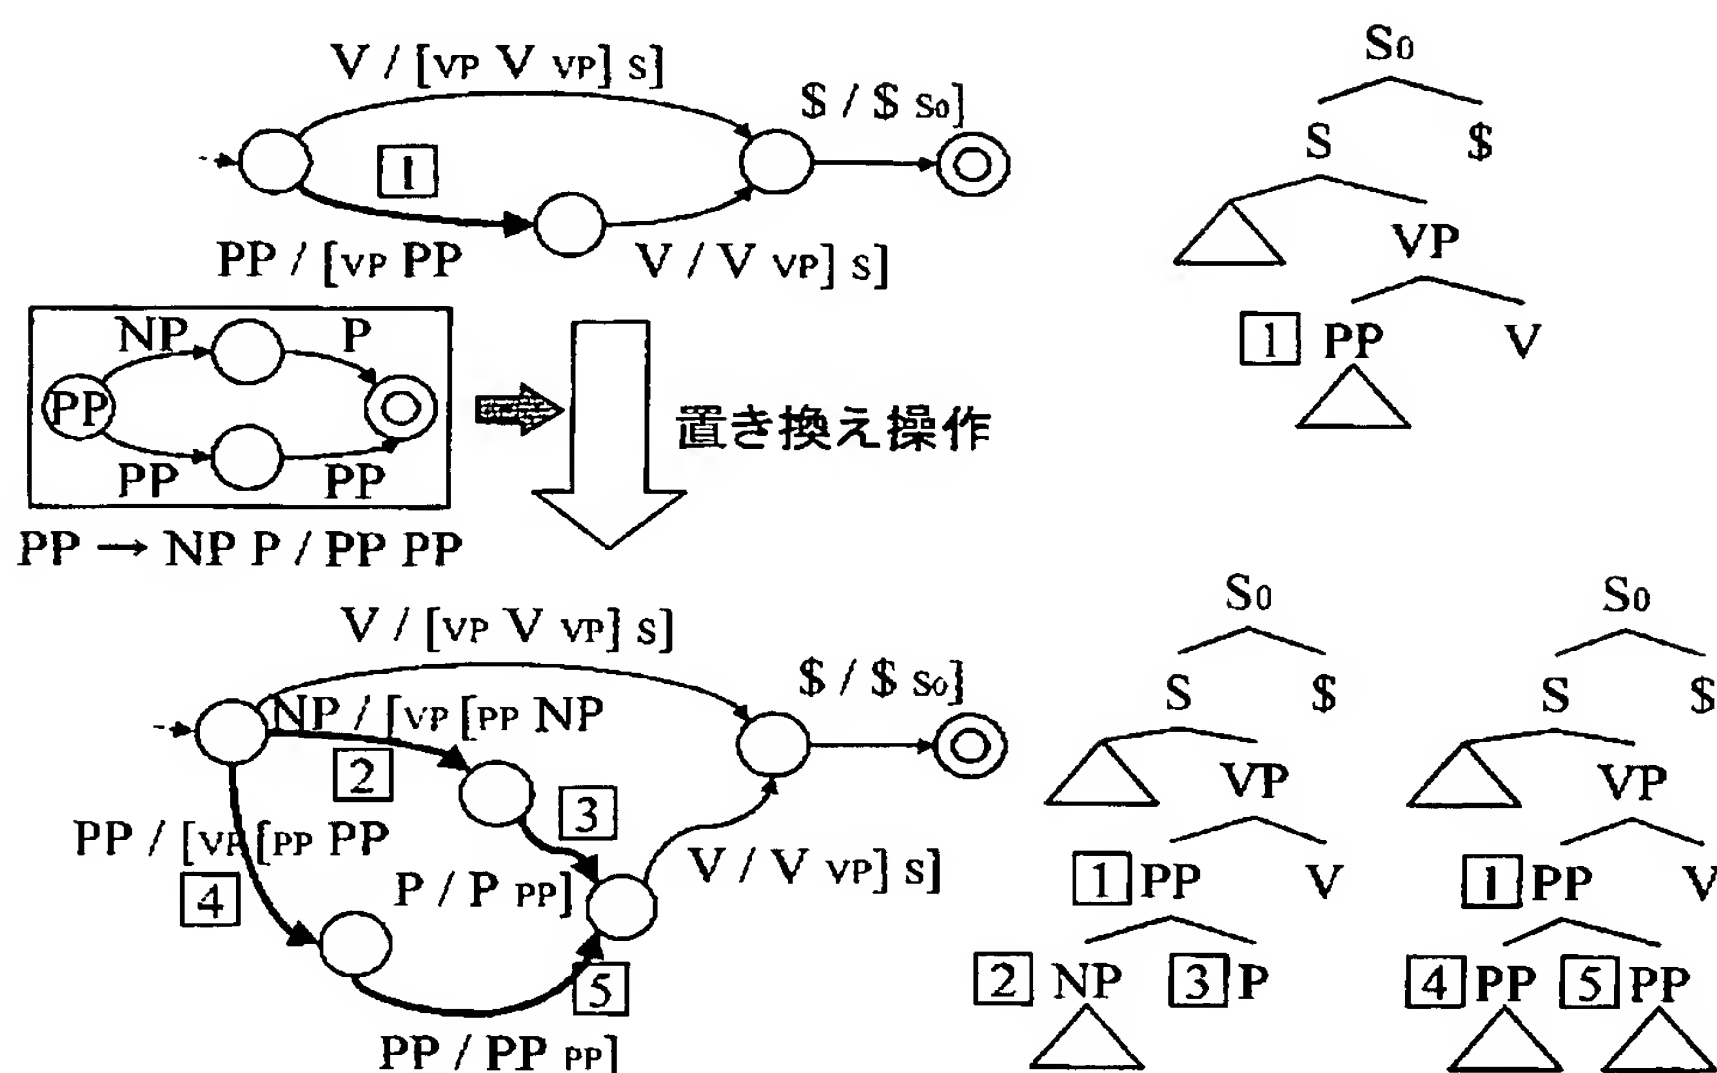 V / [VP V VP] S]
$ / $ S0]
1
PP / [VP PP
V / V VP] S]
S0
S $
VP
1 PP V
NP P
PP
PP PP
PP → NP P / PP PP
置き換え操作
V / [VP V VP] S]
$ / $ S0]
NP / [VP [PP NP
2
3
PP / [VP [PP PP
4
P / P PP]
V / V VP] S]
5
PP / PP PP]
S0
S $
VP
1 PP V
2 NP 3 P
S0
S $
VP
1 PP V
4 PP 5 PP